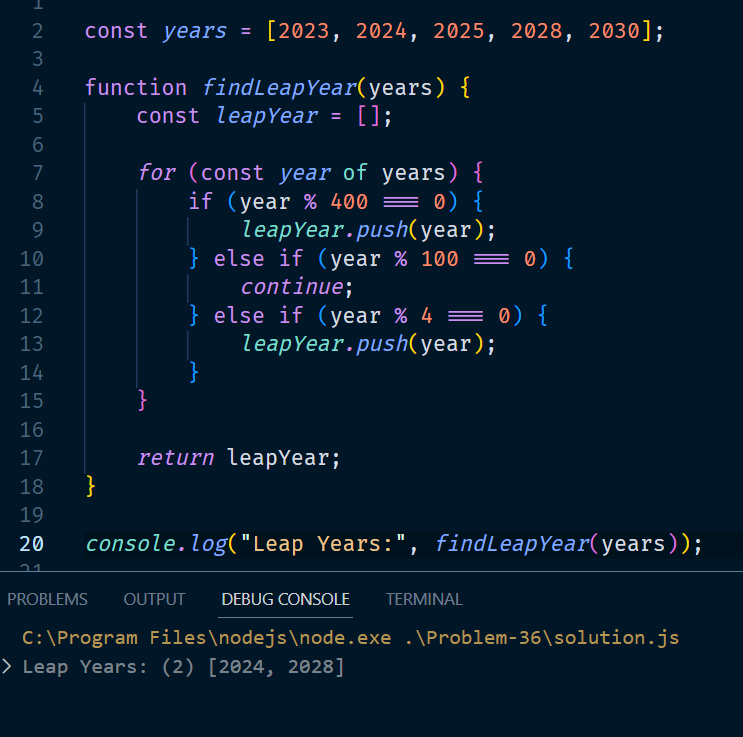 1
2 const years = [2023, 2024, 2025, 2028, 2030];
3
4 function findLeapYear(years) {
5     const leapYear = [];
6
7     for (const year of years) {
8         if (year % 400 === 0) {
9             leapYear.push(year);
10         } else if (year % 100 === 0) {
11             continue;
12         } else if (year % 4 === 0) {
13             leapYear.push(year);
14         }
15     }
16
17     return leapYear;
18 }
19
20 console.log("Leap Years:", findLeapYear(years));
21
PROBLEMS OUTPUT DEBUG CONSOLE TERMINAL
C:\Program Files\nodejs\node.exe .\Problem-36\solution.js
> Leap Years: (2) [2024, 2028]